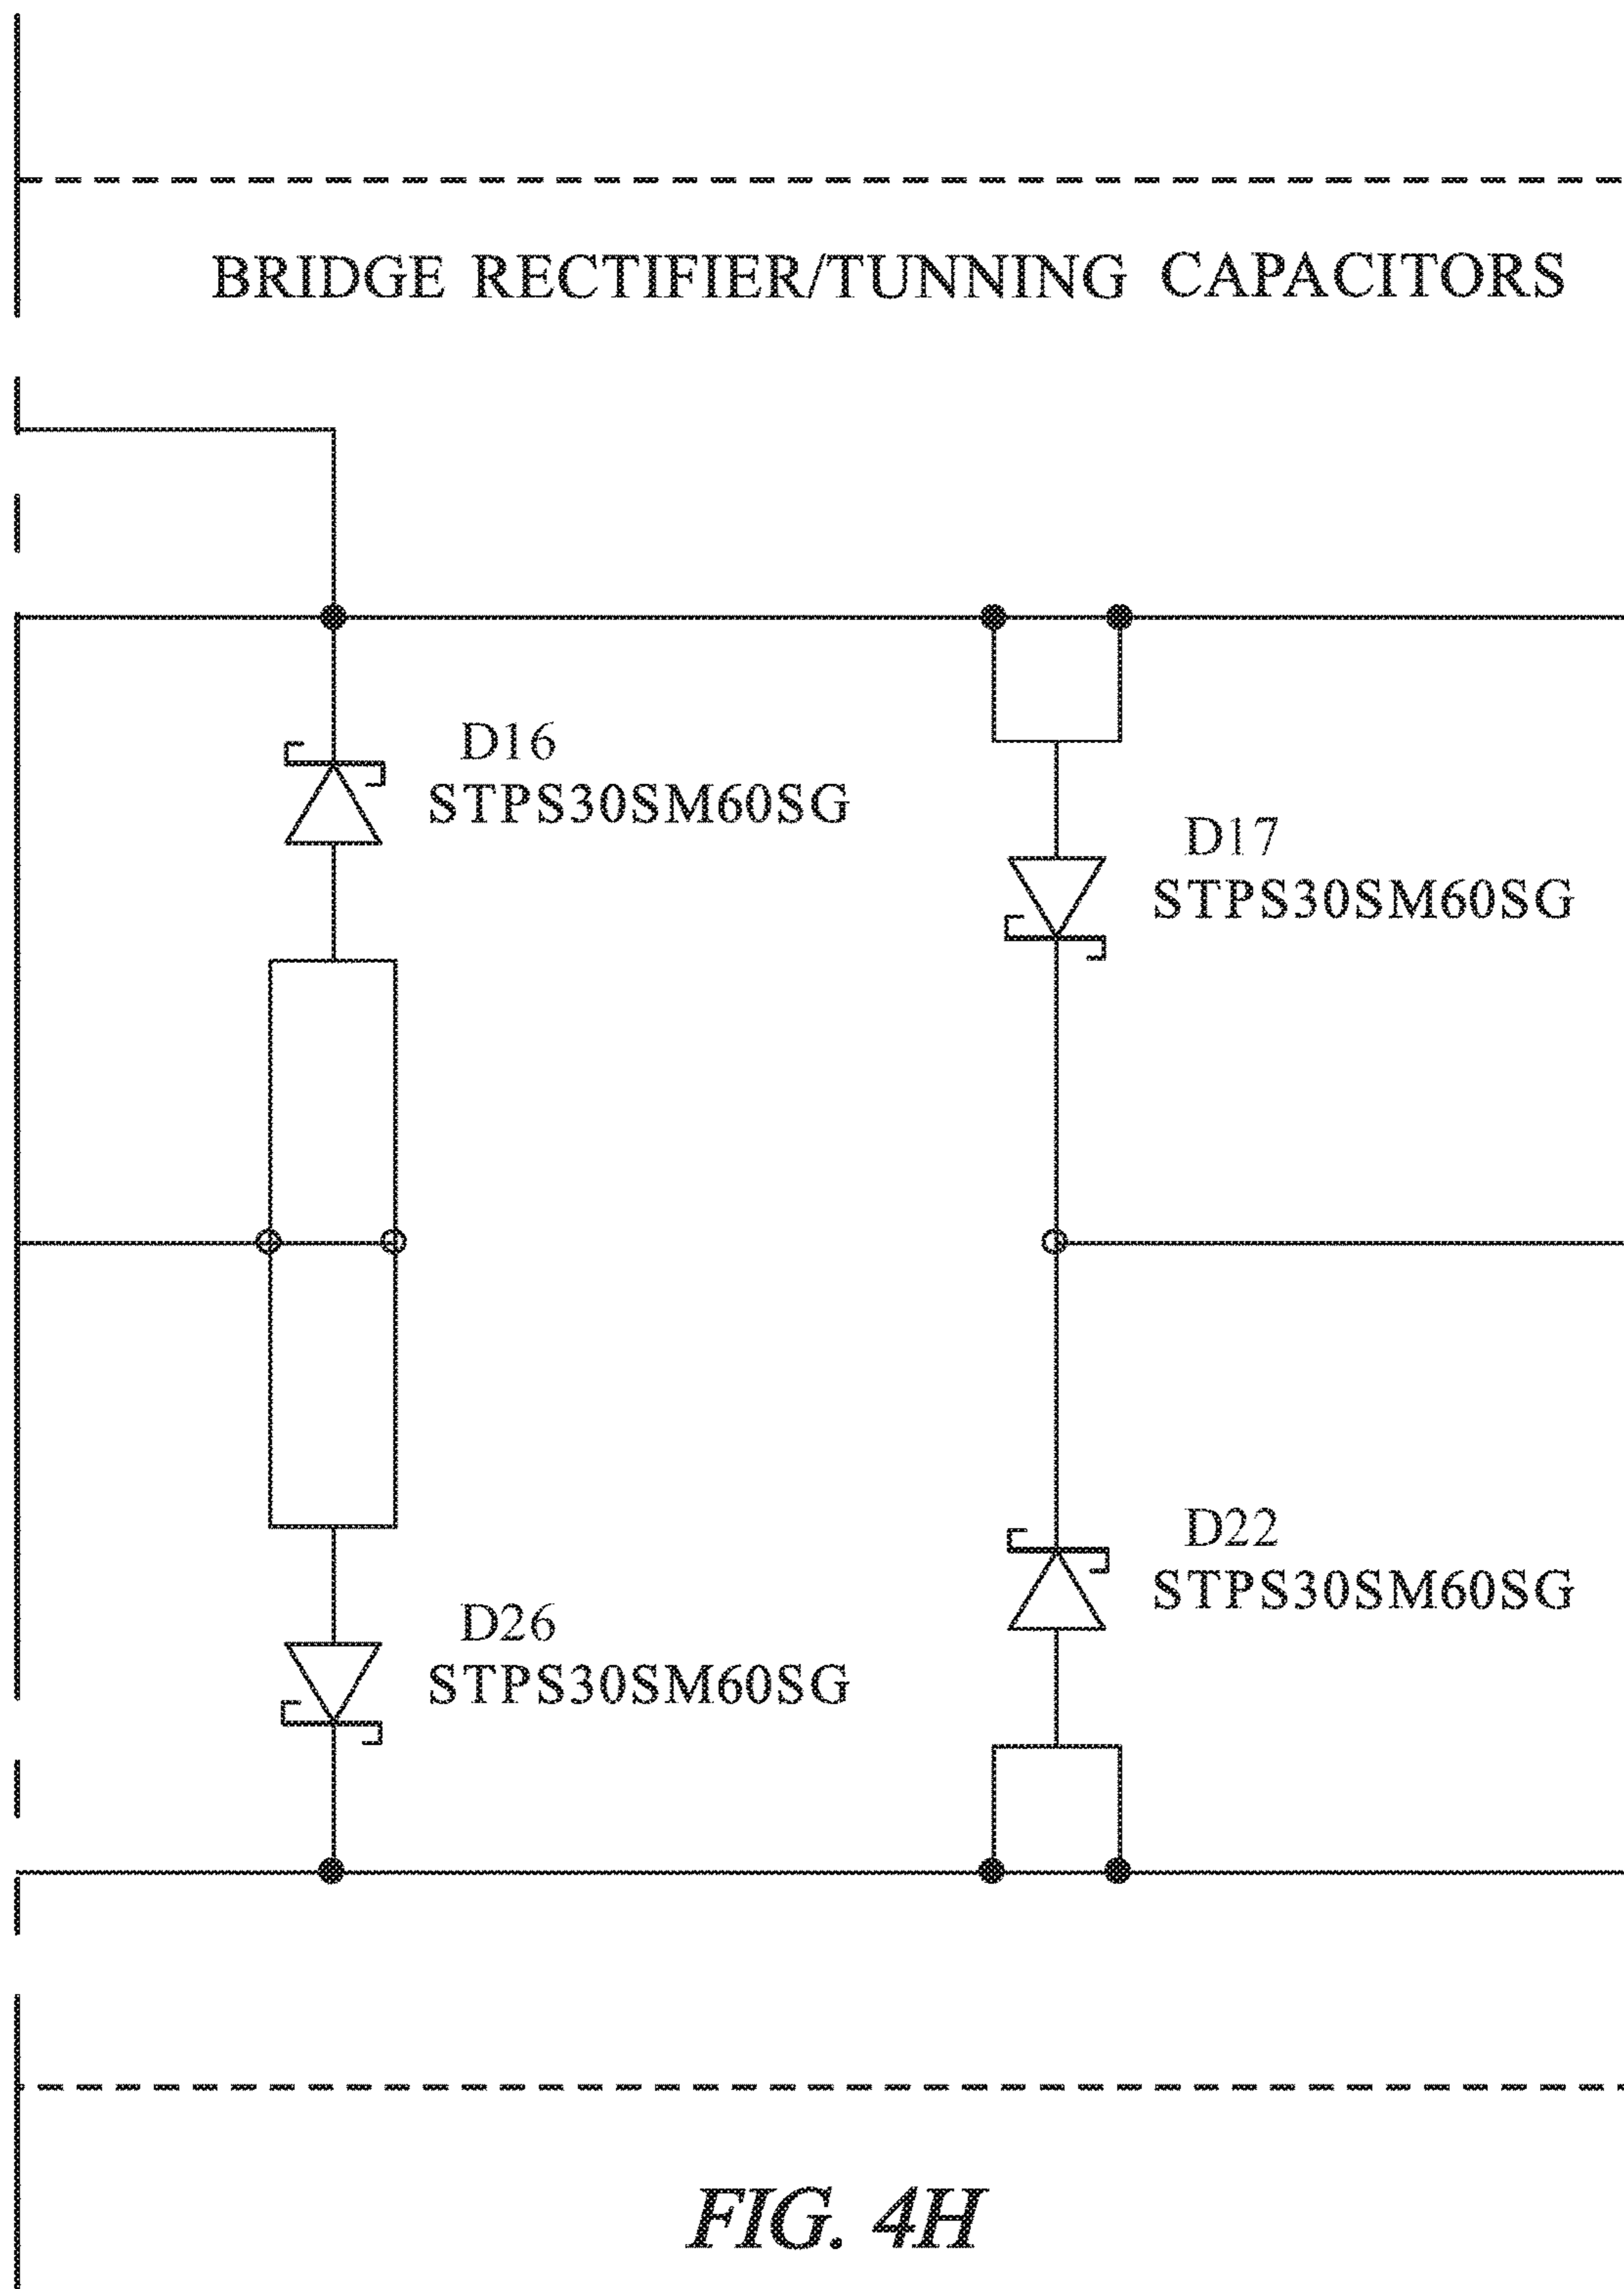 BRIDGE RECTIFIER/TUNNING CAPACITORS
D16
STPS30SM60SG
D17
STPS30SM60SG
D22
STPS30SM60SG
D26
STPS30SM60SG
FIG. 4H